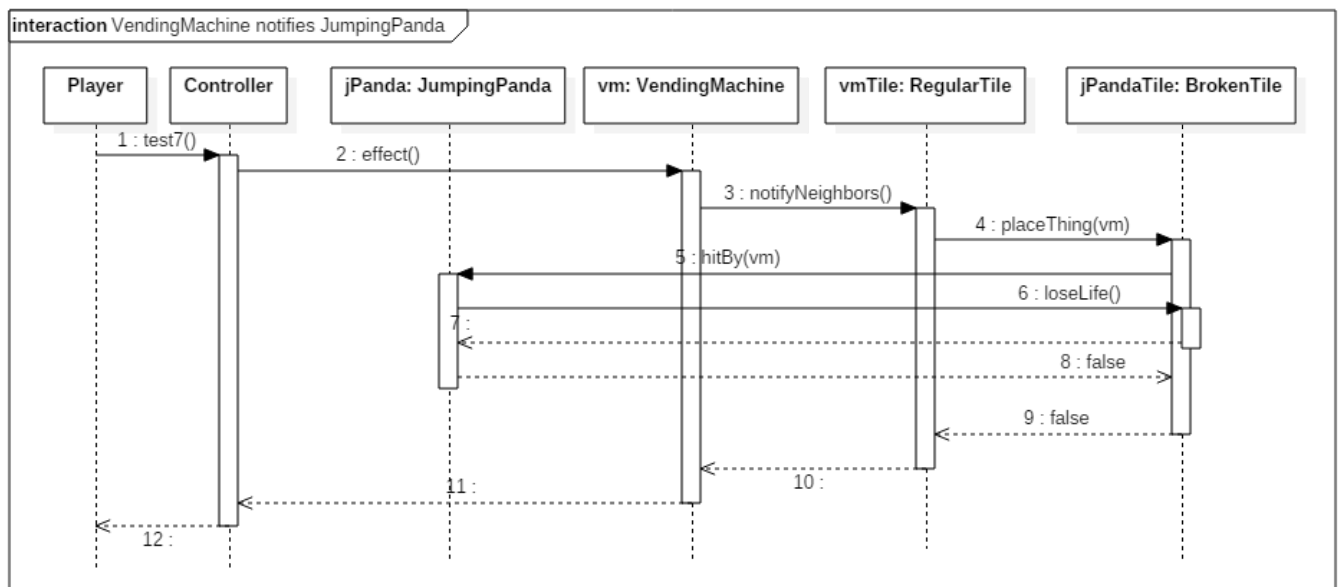 interaction VendingMachine notifies JumpingPanda
Player
Controller
jPanda: JumpingPanda
vm: VendingMachine
vmTile: RegularTile
jPandaTile: BrokenTile
1 : test7()
2 : effect()
3 : notifyNeighbors()
4 : placeThing(vm)
5 : hitBy(vm)
6 : loseLife()
7 :
8 : false
9 : false
10 :
11 :
12 :